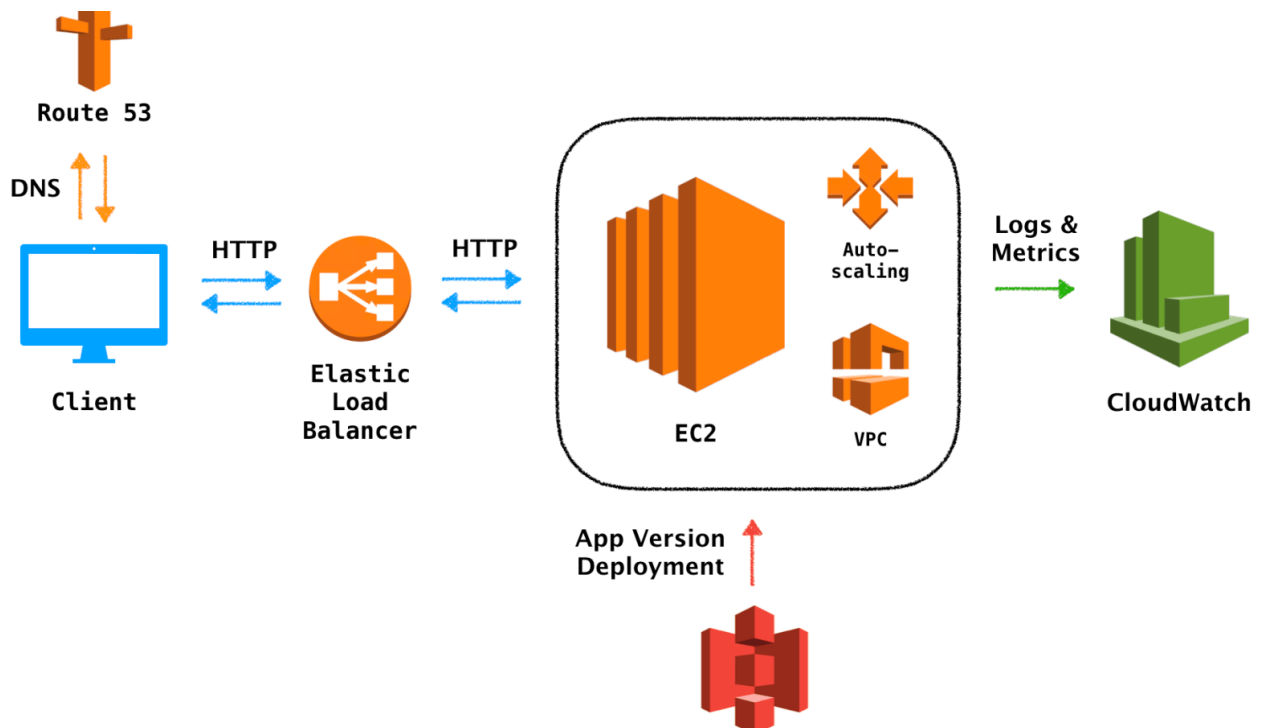 Route 53
DNS
HTTP
HTTP
Client
Elastic
Load
Balancer
EC2
Auto-
scaling
VPC
Logs &
Metrics
CloudWatch
App Version
Deployment